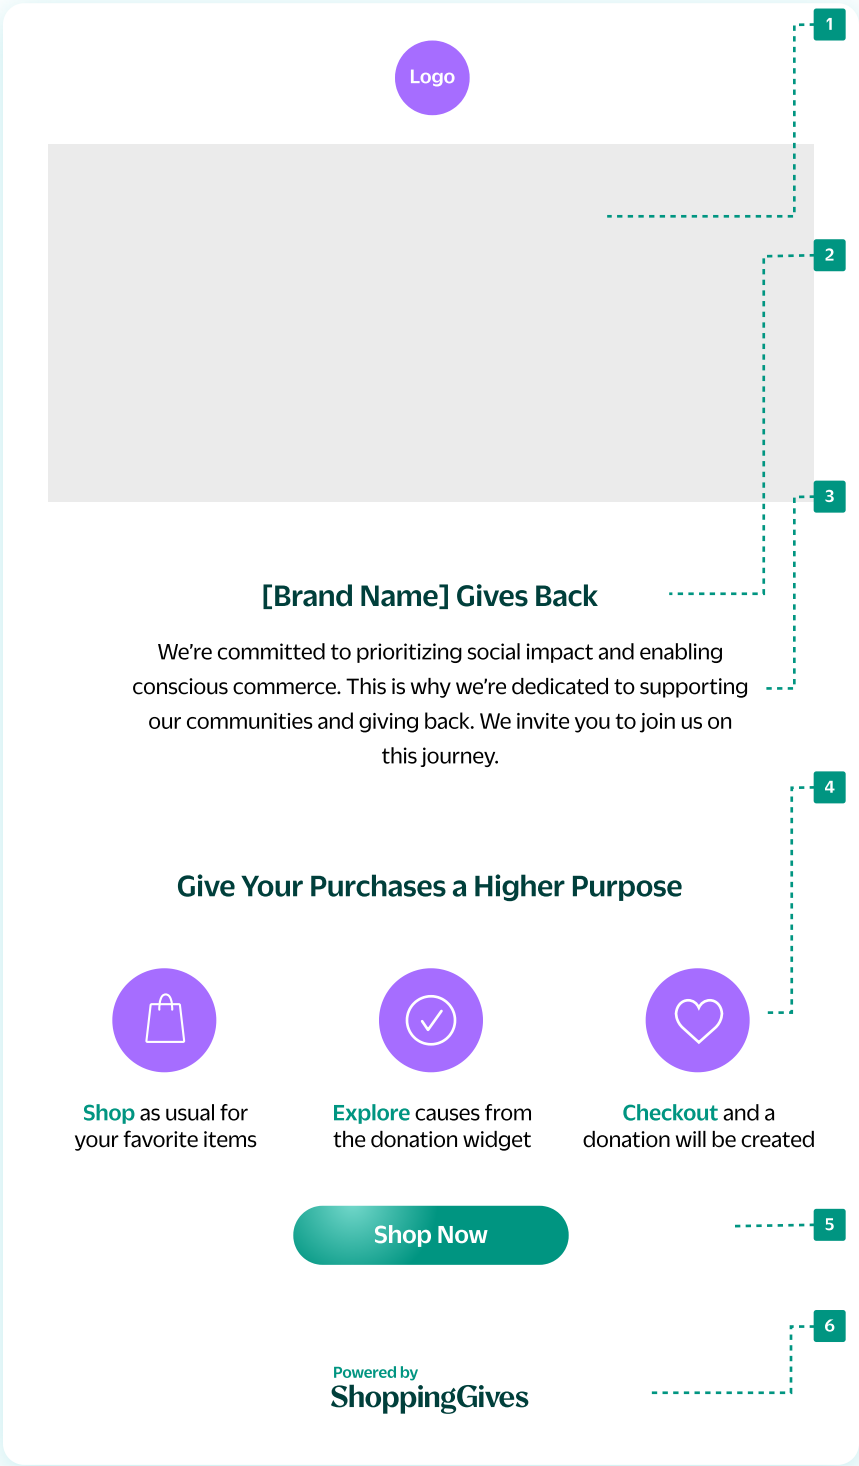 1
Logo
2
3
[Brand Name] Gives Back
We’re committed to prioritizing social impact and enabling
conscious commerce. This is why we’re dedicated to supporting
our communities and giving back. We invite you to join us on
this journey.
4
Give Your Purchases a Higher Purpose
Shop as usual for
your favorite items
Explore causes from
the donation widget
Checkout and a
donation will be created
Shop Now
5
6
Powered by
ShoppingGives